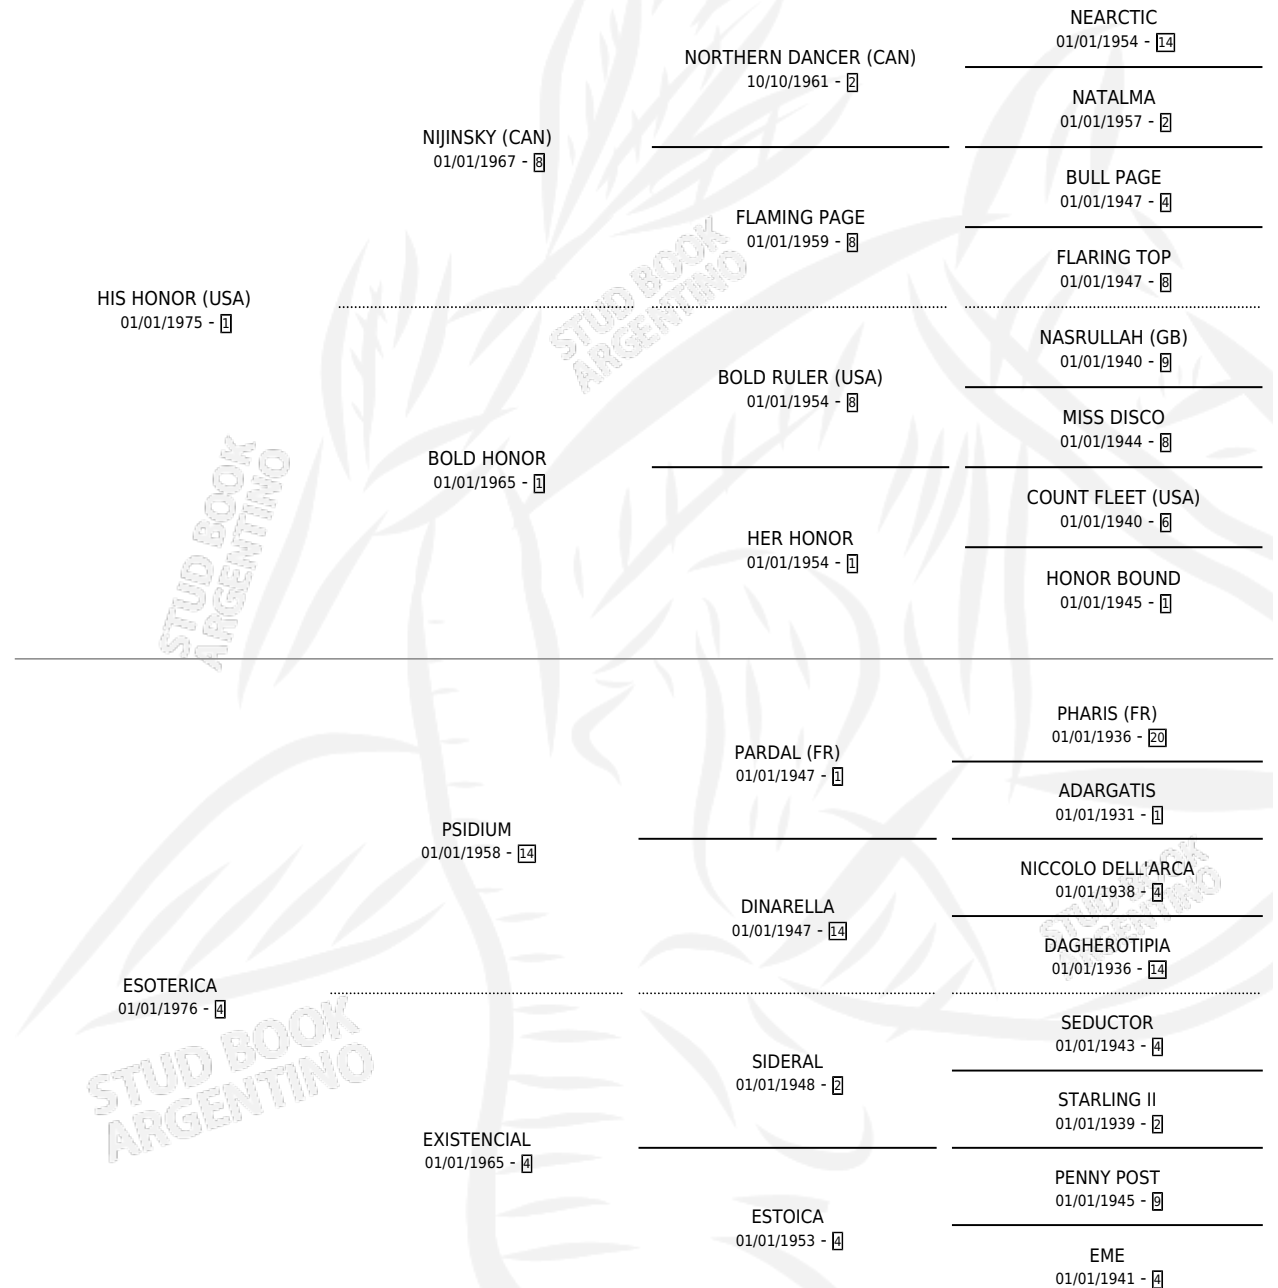 NEARCTIC
01/01/1954 - 14
NORTHERN DANCER (CAN)
10/10/1961 - 2
NATALMA
01/01/1957 - 2
NIJINSKY (CAN)
01/01/1967 - 8
BULL PAGE
01/01/1947 - 4
FLAMING PAGE
01/01/1959 - 8
FLARING TOP
01/01/1947 - 8
HIS HONOR (USA)
01/01/1975 - 1
NASRULLAH (GB)
01/01/1940 - 9
BOLD RULER (USA)
01/01/1954 - 8
MISS DISCO
01/01/1944 - 8
BOLD HONOR
01/01/1965 - 1
COUNT FLEET (USA)
01/01/1940 - 6
HER HONOR
01/01/1954 - 1
HONOR BOUND
01/01/1945 - 1
STUD BOOK
ARGENTINO
STUD BOOK
ARGENTINO
PHARIS (FR)
01/01/1936 - 20
PARDAL (FR)
01/01/1947 - 1
ADARGATIS
01/01/1931 - 1
PSIDIUM
01/01/1958 - 14
NICCOLO DELL'ARCA
01/01/1938 - 4
DINARELLA
01/01/1947 - 14
DAGHEROTIPIA
01/01/1936 - 14
STUD BOOK
ARGENTINO
ESOTERICA
01/01/1976 - 4
SEDUCTOR
01/01/1943 - 4
SIDERAL
01/01/1948 - 2
STARLING II
01/01/1939 - 2
STUD BOOK
ARGENTINO
EXISTENCIAL
01/01/1965 - 4
PENNY POST
01/01/1945 - 9
ESTOICA
01/01/1953 - 4
EME
01/01/1941 - 4